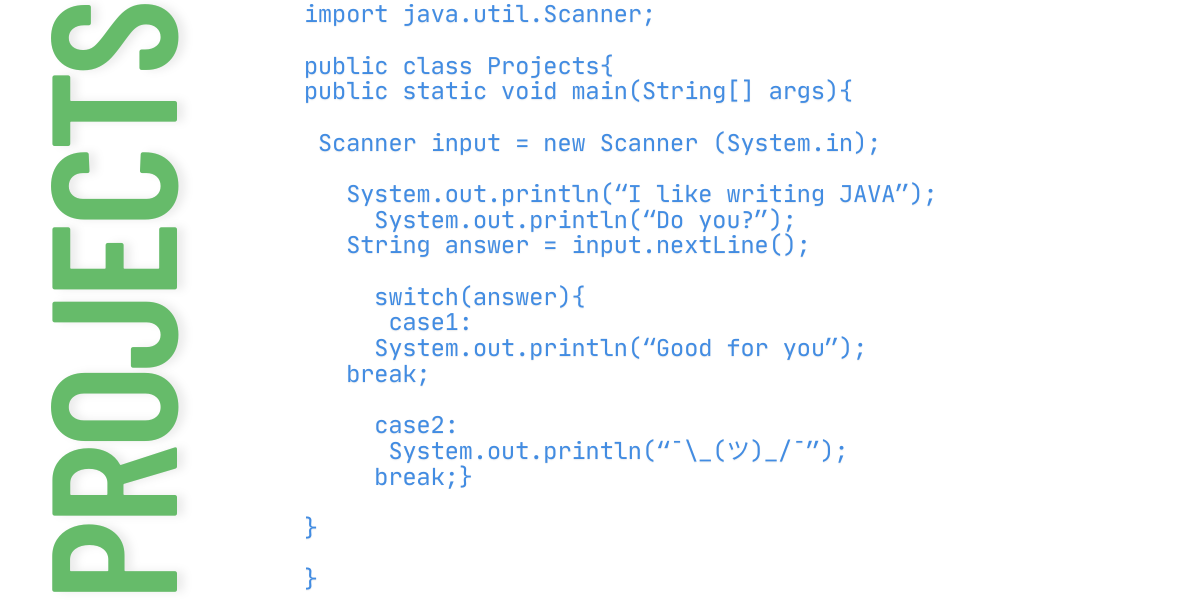 PROJECTS
import java.util.Scanner;
public class Projects{
public static void main(String[] args){
Scanner input = new Scanner (System.in);
System.out.println(“I like writing JAVA”);
System.out.println(“Do you?”);
String answer = input.nextLine();
switch(answer){
case1:
System.out.println(“Good for you”);
break;
case2:
System.out.println(“¯\_(ツ)_/¯”);
break;}
}
}